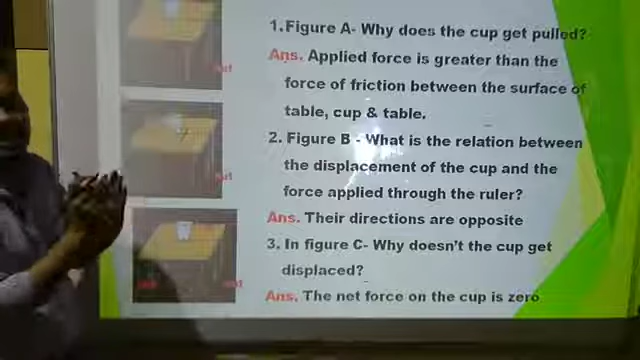 1. Figure A- Why does the cup get pulled?
Ans. Applied force is greater than the
force of friction between the surface of
table, cup & table.
2. Figure B - What is the relation between
the displacement of the cup and the
force applied through the ruler?
Ans. Their directions are opposite
3. In figure C- Why doesn't the cup get
displaced?
Ans. The net force on the cup is zero